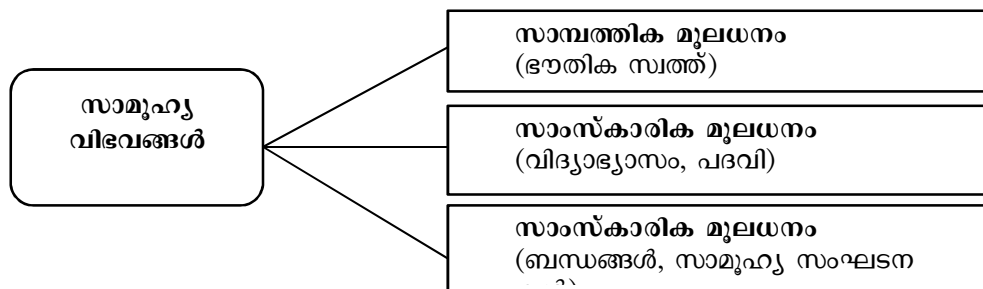 സാമൂഹ്യ
വിഭവങ്ങൾ
സാമ്പത്തിക മൂലധനം
(ഭൗതിക സ്വത്ത്)
സാംസ്കാരിക മൂലധനം
(വിദ്യാഭ്യാസം, പദവി)
സാംസ്കാരിക മൂലധനം
(ബന്ധങ്ങൾ, സാമൂഹ്യ സംഘടന